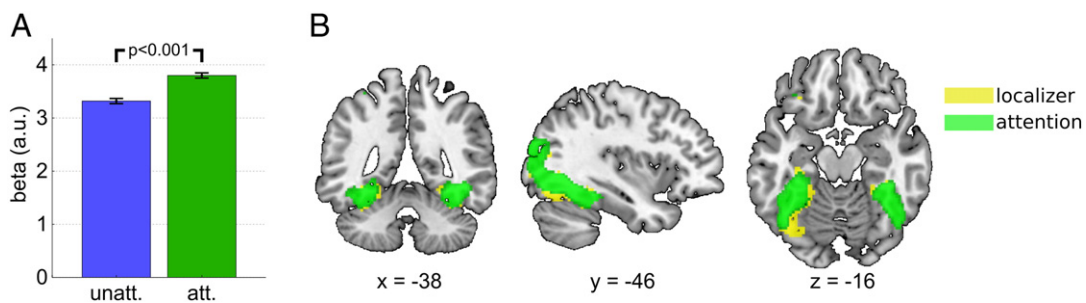 A
p<0.001
4
3
2
1
0
beta (a.u.)
unatt. att.
B
x = -38 y = -46 z = -16
localizer
attention